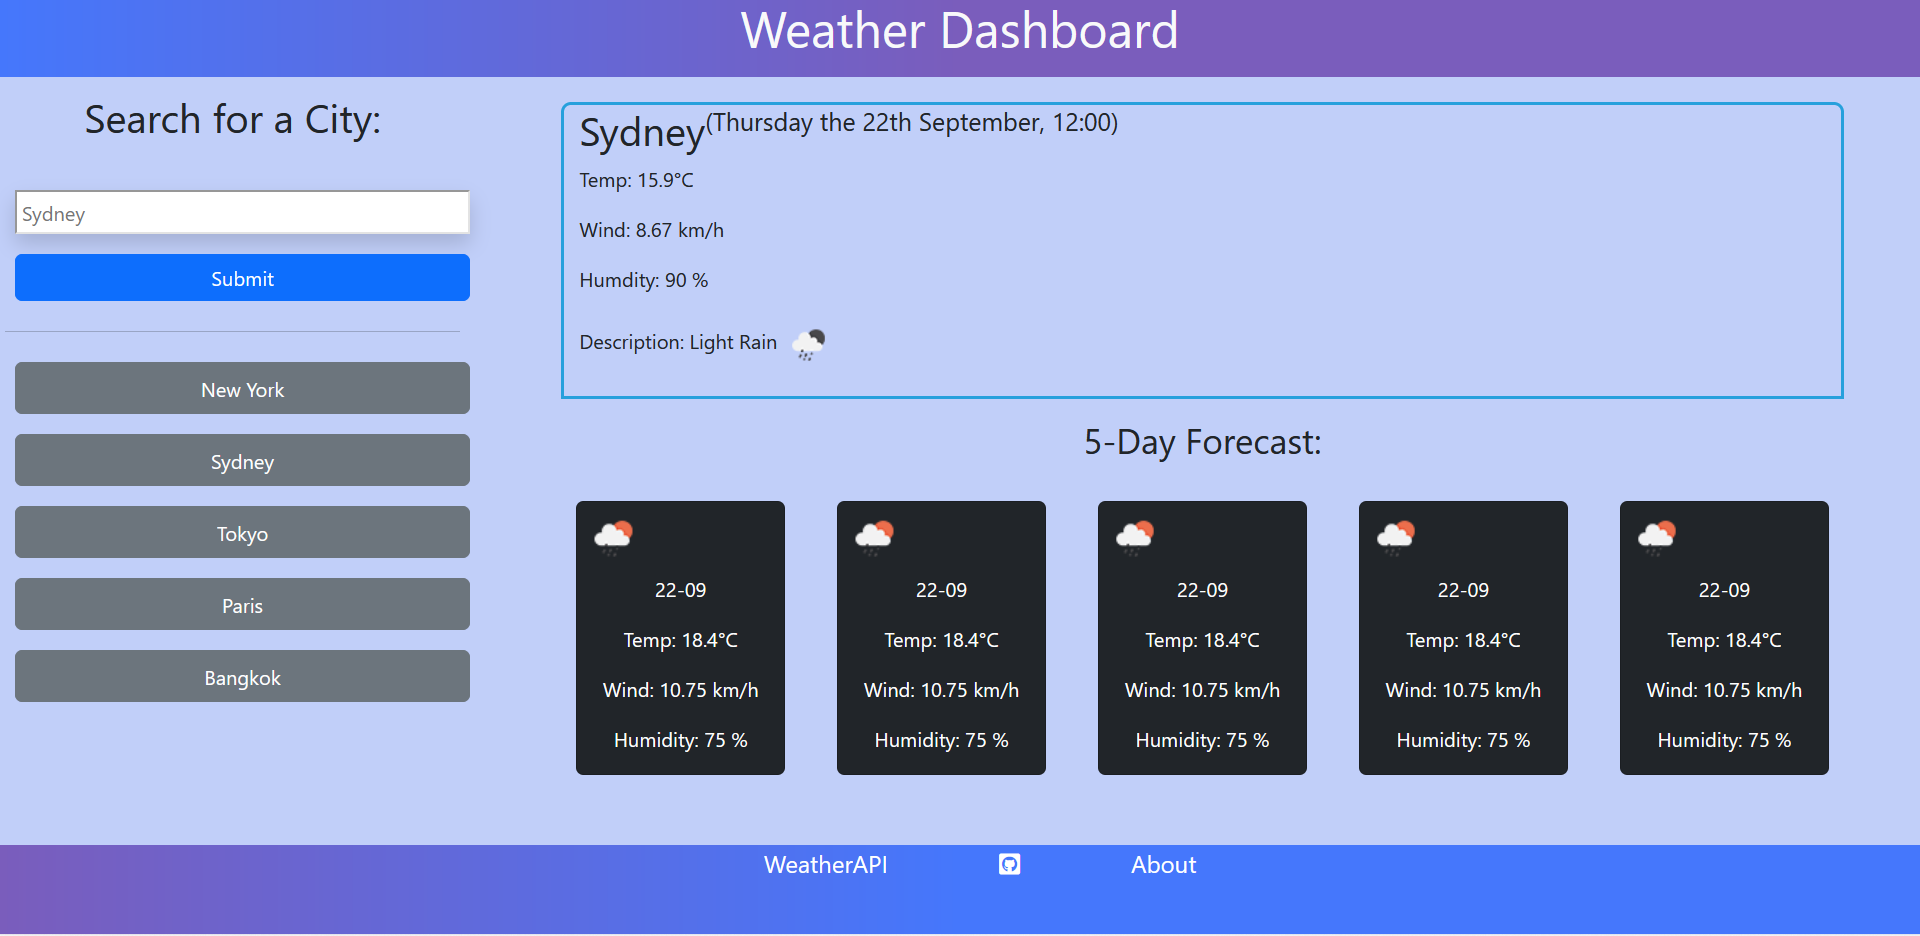 Weather Dashboard
Search for a City:
Sydney
Submit
New York
Sydney
Tokyo
Paris
Bangkok
Sydney(Thursday the 22th September, 12:00)
Temp: 15.9°C
Wind: 8.67 km/h
Humdity: 90 %
Description: Light Rain
5-Day Forecast:
22-09
Temp: 18.4°C
Wind: 10.75 km/h
Humidity: 75 %
22-09
Temp: 18.4°C
Wind: 10.75 km/h
Humidity: 75 %
22-09
Temp: 18.4°C
Wind: 10.75 km/h
Humidity: 75 %
22-09
Temp: 18.4°C
Wind: 10.75 km/h
Humidity: 75 %
22-09
Temp: 18.4°C
Wind: 10.75 km/h
Humidity: 75 %
WeatherAPI
About